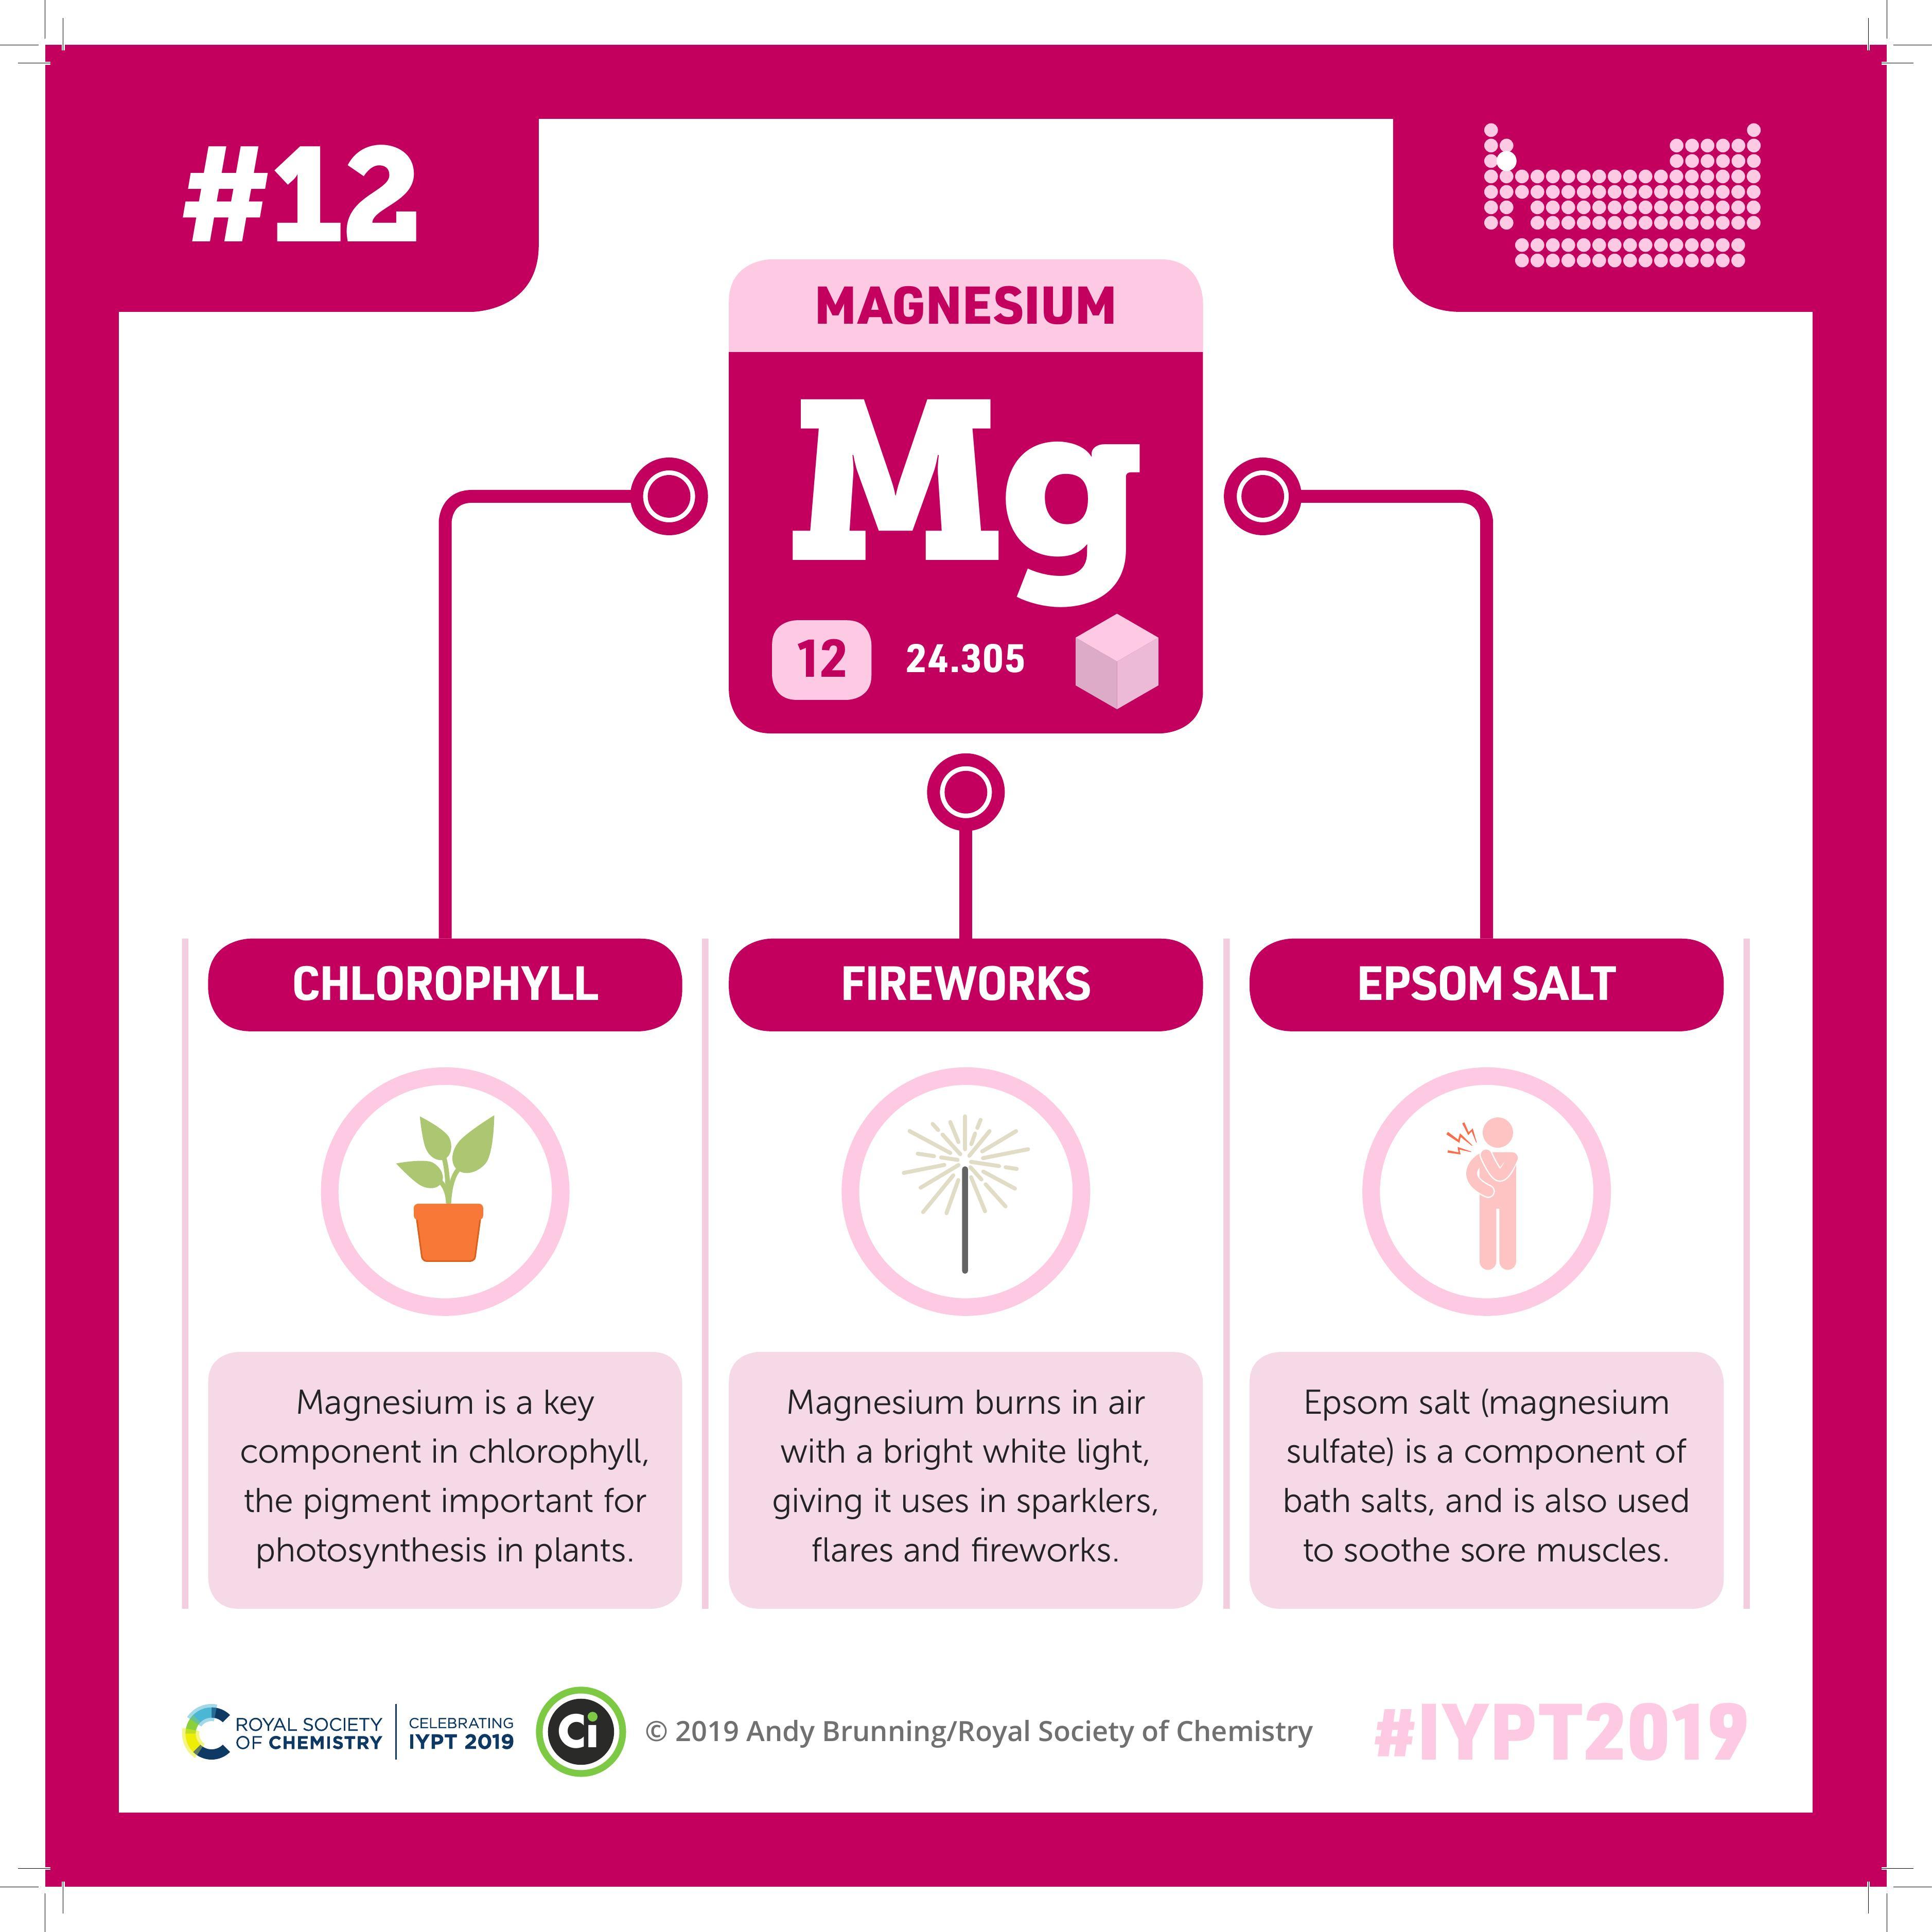 #12
MAGNESIUM
Mg
12
24.305
CHLOROPHYLL
Magnesium is a key
component in chlorophyll,
the pigment important for
photosynthesis in plants.
FIREWORKS
Magnesium burns in air
with a bright white light,
giving it uses in sparklers,
flares and fireworks.
EPSOM SALT
Epsom salt (magnesium
sulfate) is a component of
bath salts, and is also used
to soothe sore muscles.
ROYAL SOCIETY
OF CHEMISTRY
CELEBRATING
IYPT 2019
Ci
© 2019 Andy Brunning/Royal Society of Chemistry
#IYPT2019